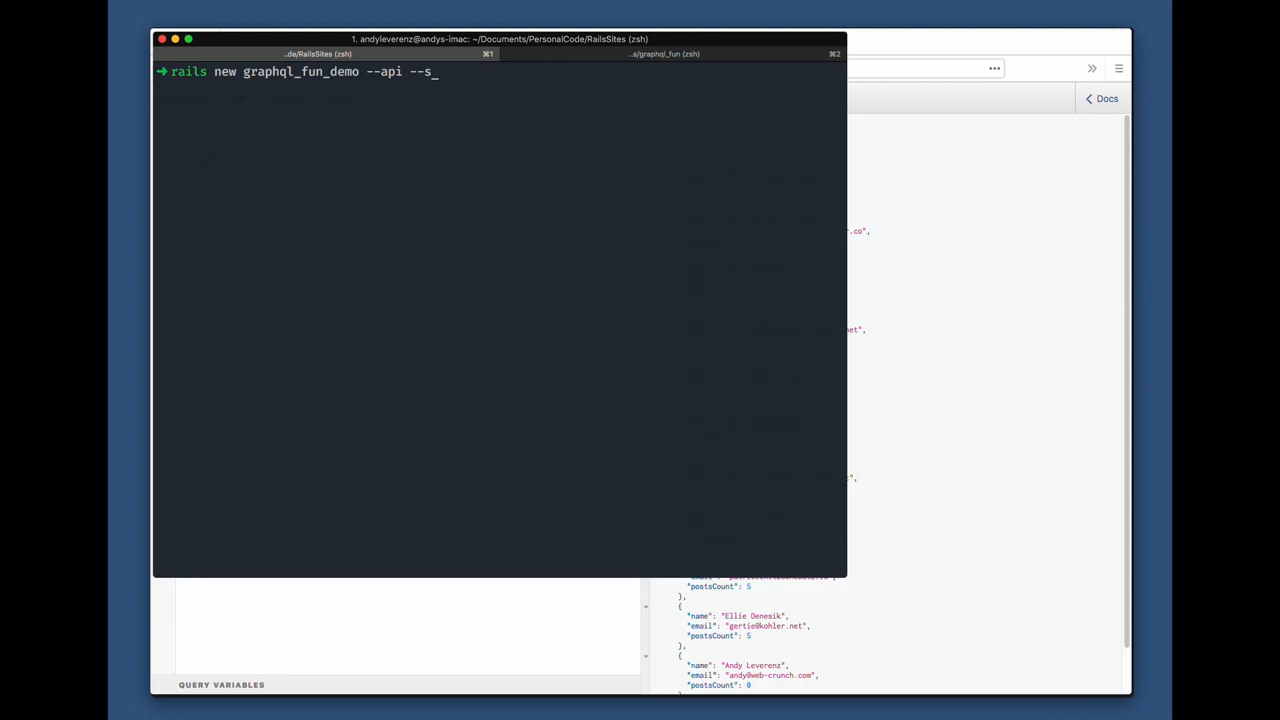 1. andyleverenz@andys-imac: ~/Documents/PersonalCode/RailsSites (zsh)
..de/RailsSites (zsh) ⌘1 ..s/graphql_fun (zsh) ⌘2
➜ rails new graphql_fun_demo --api --s_
Docs
r.co",
net",
",
"postsCount": 5
},
{
"name": "Ellie Denesik",
"email": "gertie@kohler.net",
"postsCount": 5
},
{
"name": "Andy Leverenz",
"email": "andy@web-crunch.com",
"postsCount": 0
QUERY VARIABLES